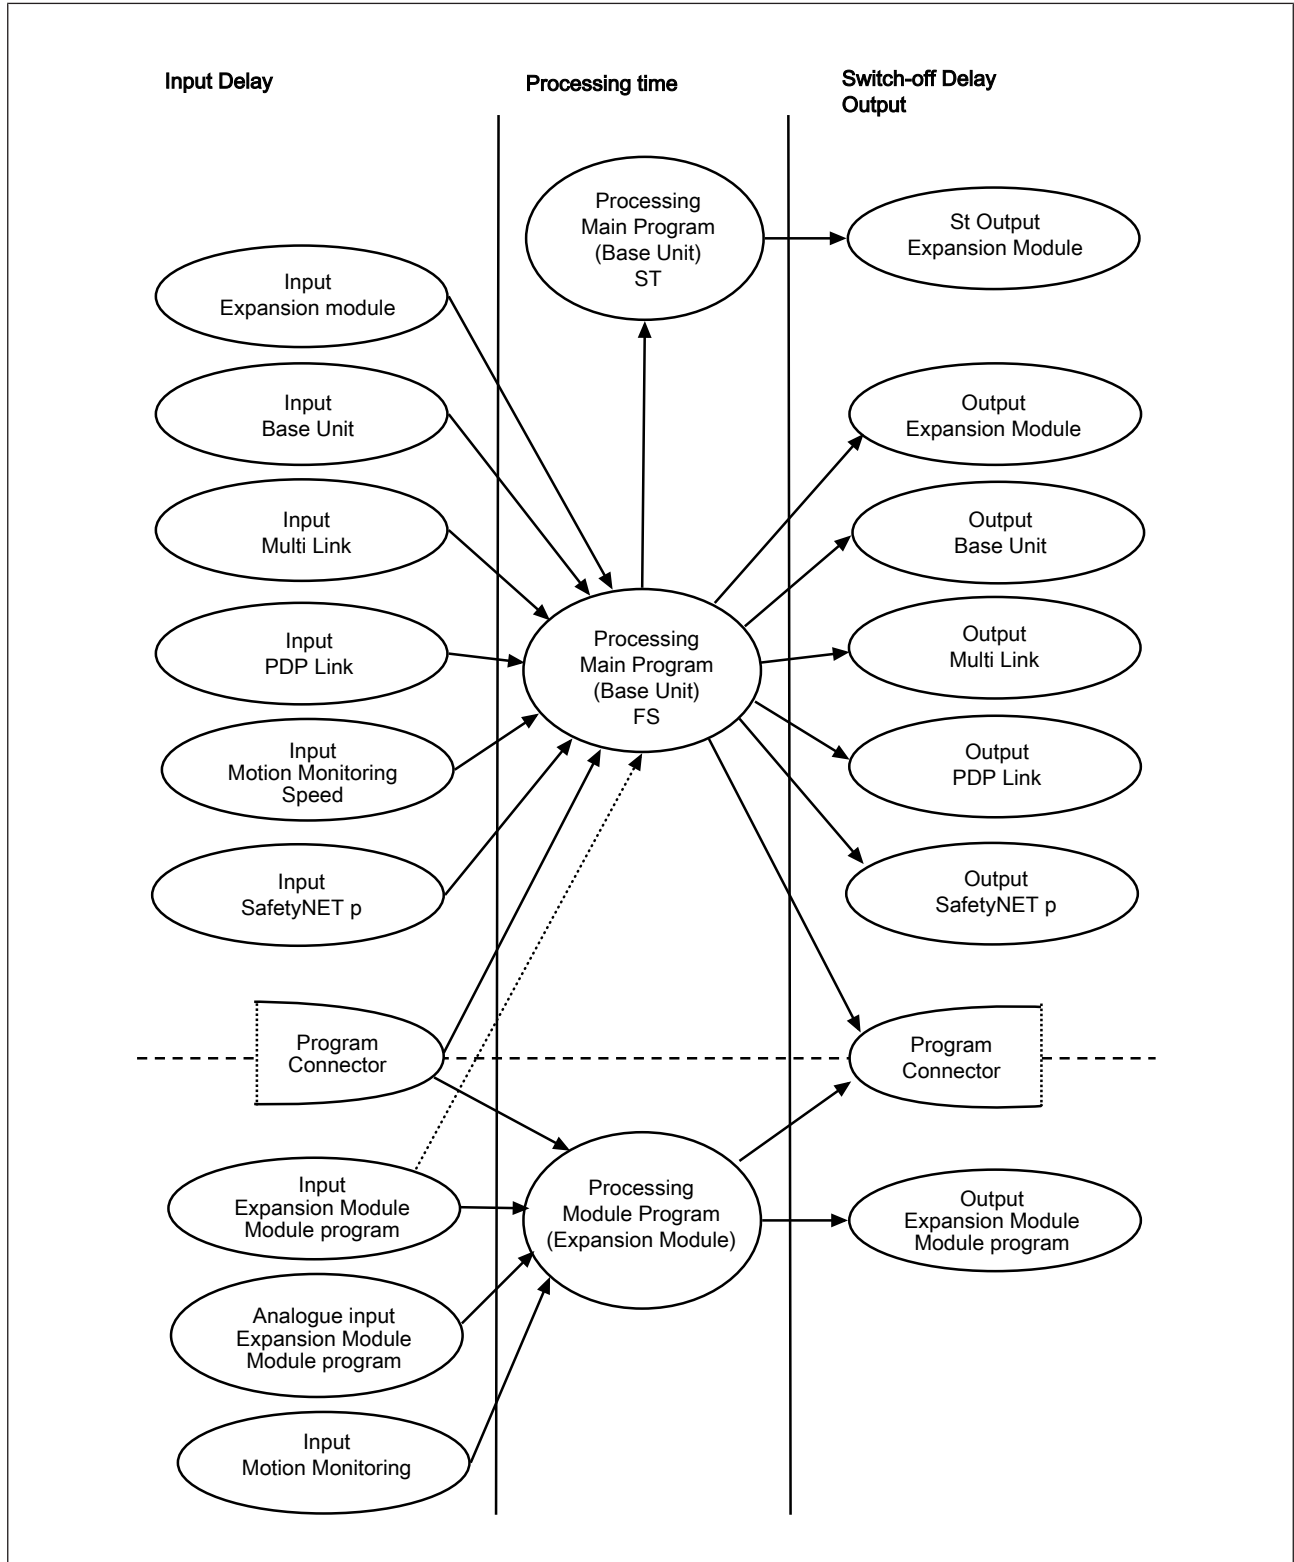 Input Delay
Processing time
Switch-off Delay
Output
Processing
Main Program
(Base Unit)
ST
St Output
Expansion Module
Input
Expansion module
Input
Base Unit
Output
Expansion Module
Input
Multi Link
Output
Base Unit
Input
PDP Link
Processing
Main Program
(Base Unit)
FS
Output
Multi Link
Input
Motion Monitoring
Speed
Output
PDP Link
Input
SafetyNET p
Output
SafetyNET p
Program
Connector
Program
Connector
Input
Expansion Module
Module program
Processing
Module Program
(Expansion Module)
Output
Expansion Module
Module program
Analogue input
Expansion Module
Module program
Input
Motion Monitoring